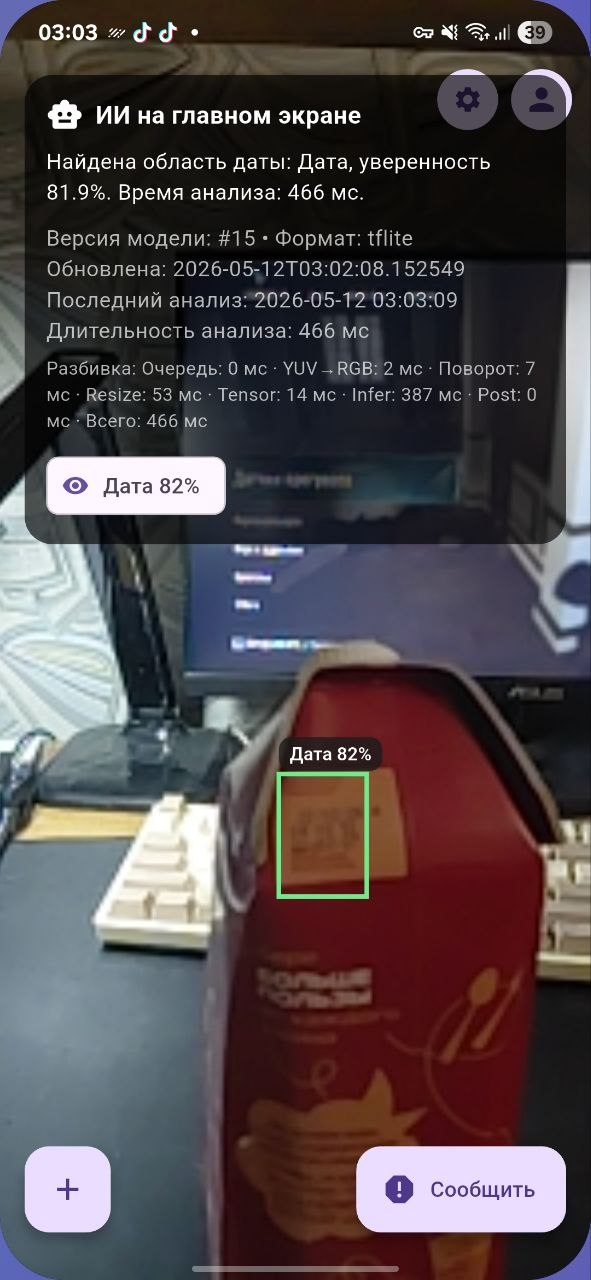 03:03
39
ИИ на главном экране
Найдена область даты: Дата, уверенность
81.9%. Время анализа: 466 мс.
Версия модели: #15 • Формат: tflite
Обновлена: 2026-05-12T03:02:08.152549
Последний анализ: 2026-05-12 03:03:09
Длительность анализа: 466 мс
Разбивка: Очередь: 0 мс · YUV→RGB: 2 мс · Поворот: 7
мс · Resize: 53 мс · Tensor: 14 мс · Infer: 387 мс · Post: 0
мс · Всего: 466 мс
Дата 82%
Дата 82%
БОЛЬШЕ
ПОЛЬЗЫ
+
Сообщить